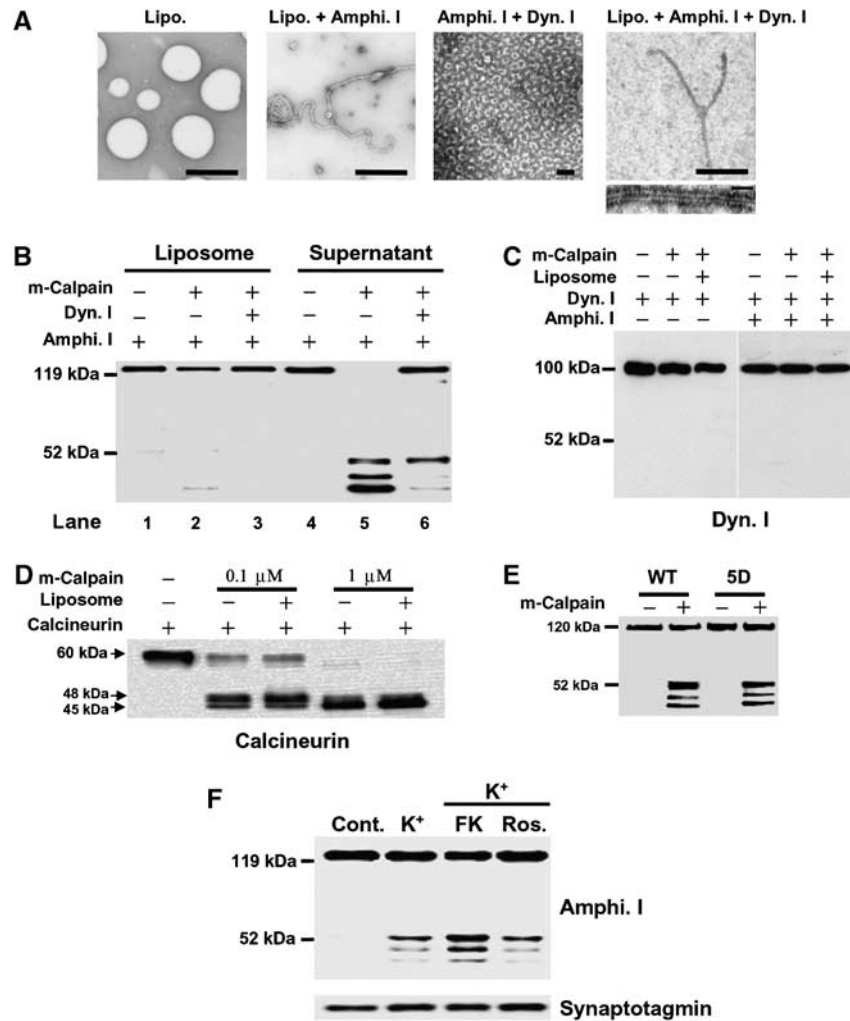 A
Lipo. Lipo. + Amphi. I Amphi. I + Dyn. I Lipo. + Amphi. I + Dyn. I
B
Liposome Supernatant
m-Calpain − + + − + +
Dyn. I + +
Amphi. I + + + + + +
119 kDa
52 kDa
Lane 1 2 3 4 5 6
C
m-Calpain − + + − + +
Liposome − − + − − +
Dyn. I + + + + + +
Amphi. I − − − + + +
100 kDa
52 kDa
Dyn. I
D
m-Calpain − 0.1 µM 1 µM
Liposome − − + − +
Calcineurin + + + + +
60 kDa
48 kDa
45 kDa
Calcineurin
E
WT 5D
m-Calpain − + − +
120 kDa
52 kDa
F
K+
Cont. K+ FK Ros.
119 kDa
52 kDa
Amphi. I
Synaptotagmin